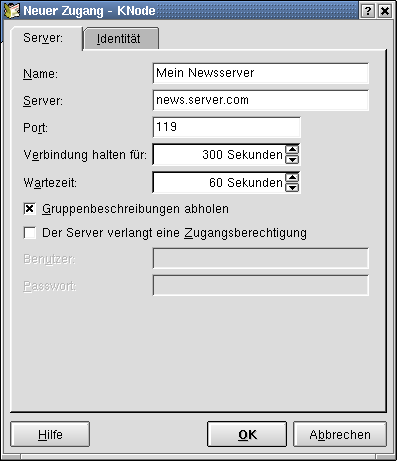 Neuer Zugang - KNode
Server:
Identität
Name: Mein Newsserver
Server: news.server.com
Port: 119
Verbindung halten für: 300 Sekunden
Wartezeit: 60 Sekunden
Gruppenbeschreibungen abholen
Der Server verlangt eine Zugangsberechtigung
Benutzer:
Passwort:
Hilfe
OK
Abbrechen